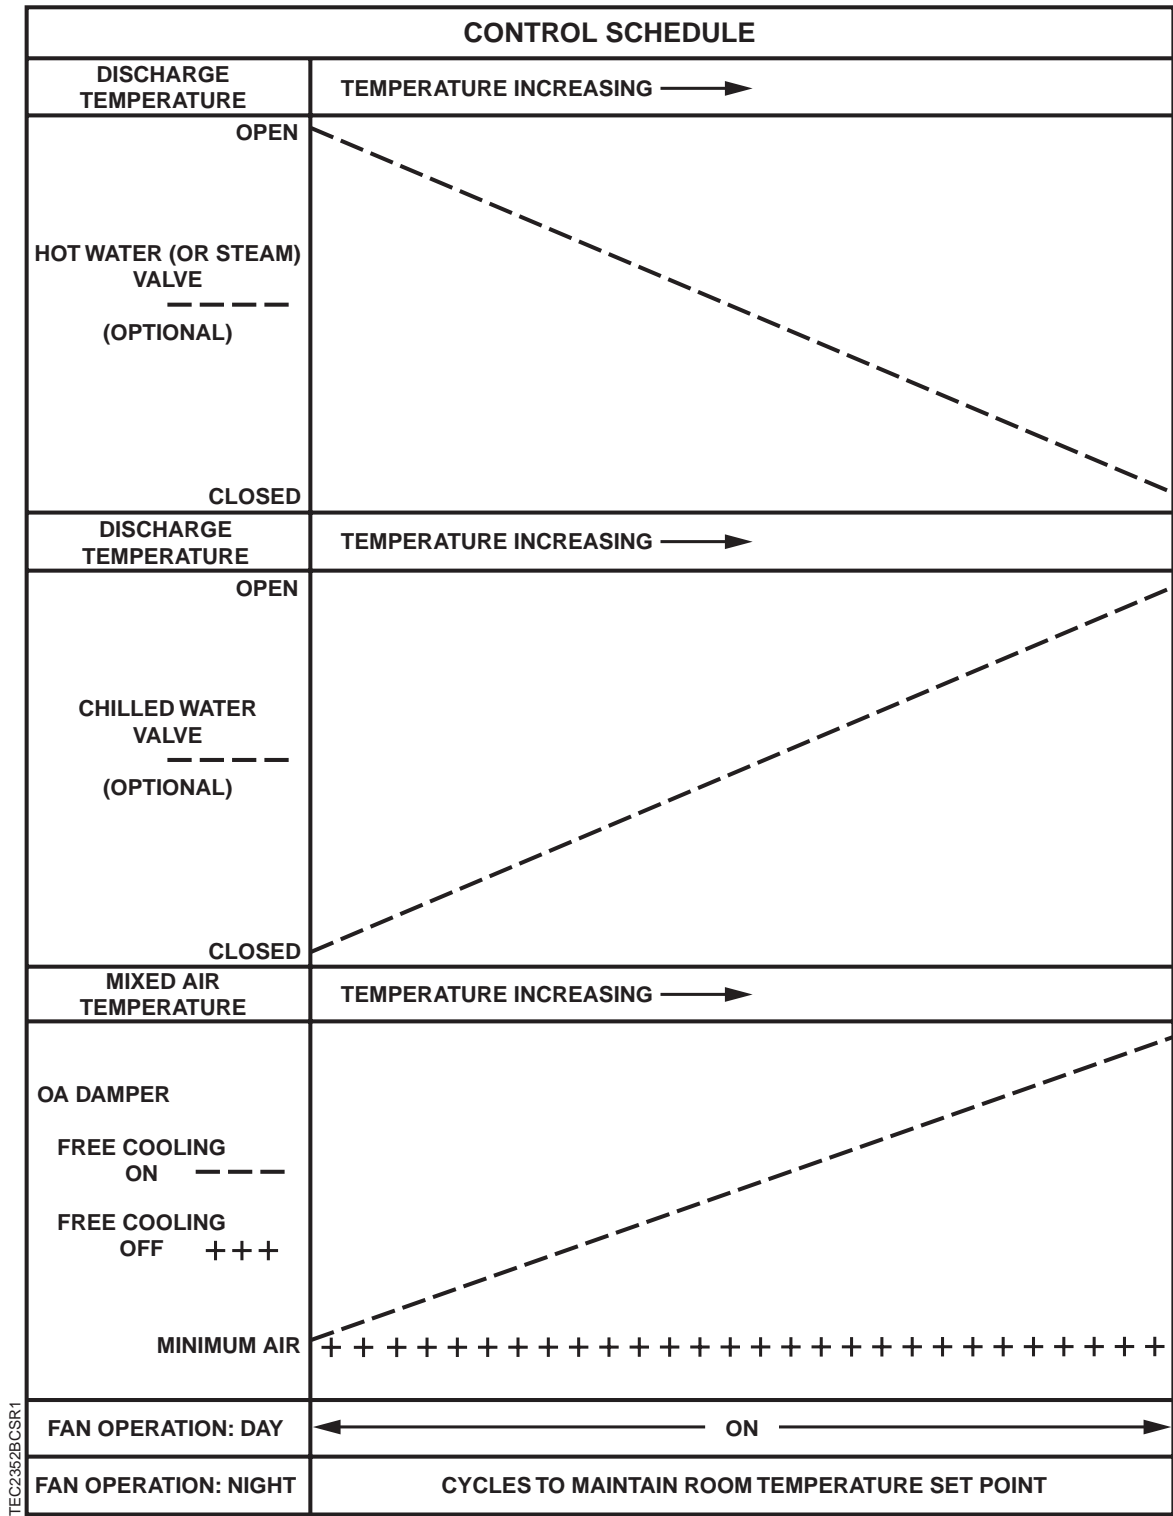 CONTROL SCHEDULE
DISCHARGE
TEMPERATURE
TEMPERATURE INCREASING
OPEN
HOT WATER (OR STEAM)
VALVE
(OPTIONAL)
CLOSED
DISCHARGE
TEMPERATURE
TEMPERATURE INCREASING
OPEN
CHILLED WATER
VALVE
(OPTIONAL)
CLOSED
MIXED AIR
TEMPERATURE
TEMPERATURE INCREASING
OA DAMPER
FREE COOLING
ON
FREE COOLING
OFF
MINIMUM AIR
FAN OPERATION: DAY
ON
FAN OPERATION: NIGHT
CYCLES TO MAINTAIN ROOM TEMPERATURE SET POINT
TEC2352BCSR1